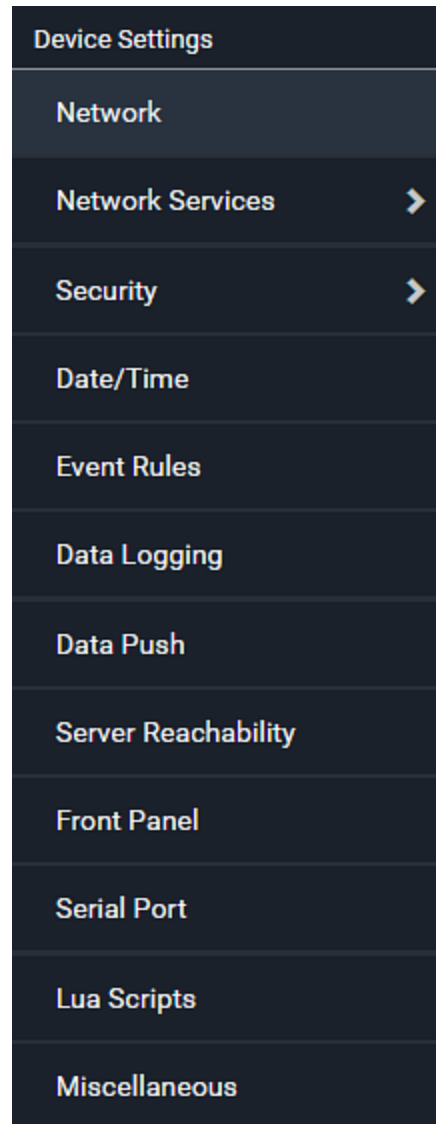 Device Settings
Network
Network Services
Security
Date/Time
Event Rules
Data Logging
Data Push
Server Reachability
Front Panel
Serial Port
Lua Scripts
Miscellaneous